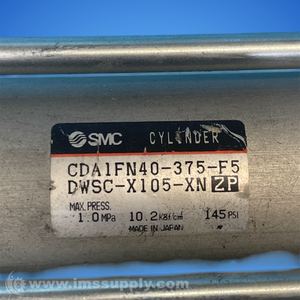 SMC CYLINDER
CDA1FN40-375-F5
DWSC-X105-XN ZP
MAX. PRESS.
1.0MPa 10.2kgf/cm² 145PSI
MADE IN JAPAN
© www.imssupply.com